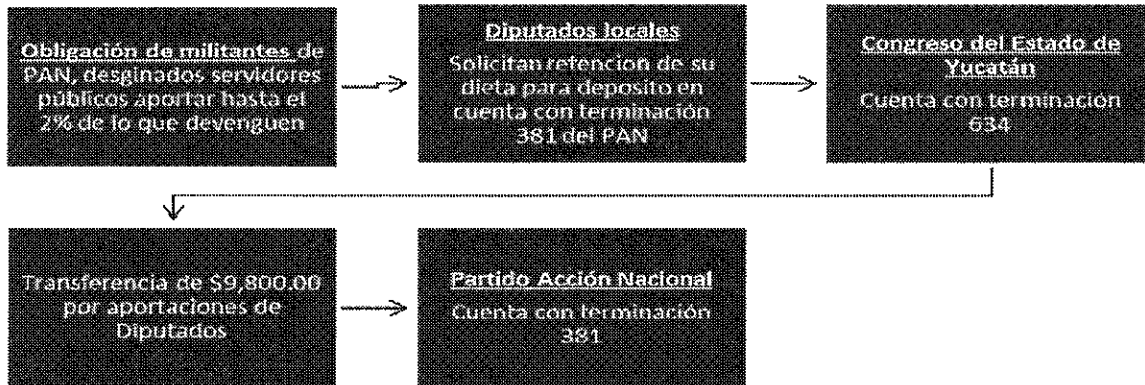 Obligación de militantes de
PAN, desginados servidores
públicos aportar hasta el
2% de lo que devenguen
Diputados locales
Solicitan retencion de su
dieta para deposito en
cuenta con terminación
381 del PAN
Congreso del Estado de
Yucatán
Cuenta con terminación
634
Transferencia de $9,800.00
por aportaciones de
Diputados
Partido Acción Nacional
Cuenta con terminación
381